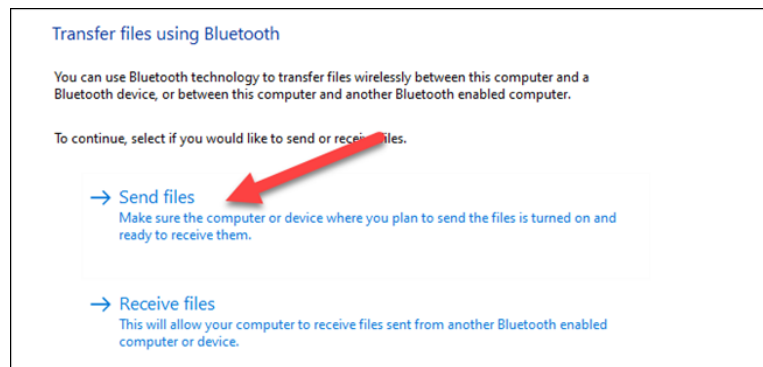 Transfer files using Bluetooth
You can use Bluetooth technology to transfer files wirelessly between this computer and a
Bluetooth device, or between this computer and another Bluetooth enabled computer.
To continue, select if you would like to send or receive files.
Send files
Make sure the computer or device where you plan to send the files is turned on and
ready to receive them.
Receive files
This will allow your computer to receive files sent from another Bluetooth enabled
computer or device.